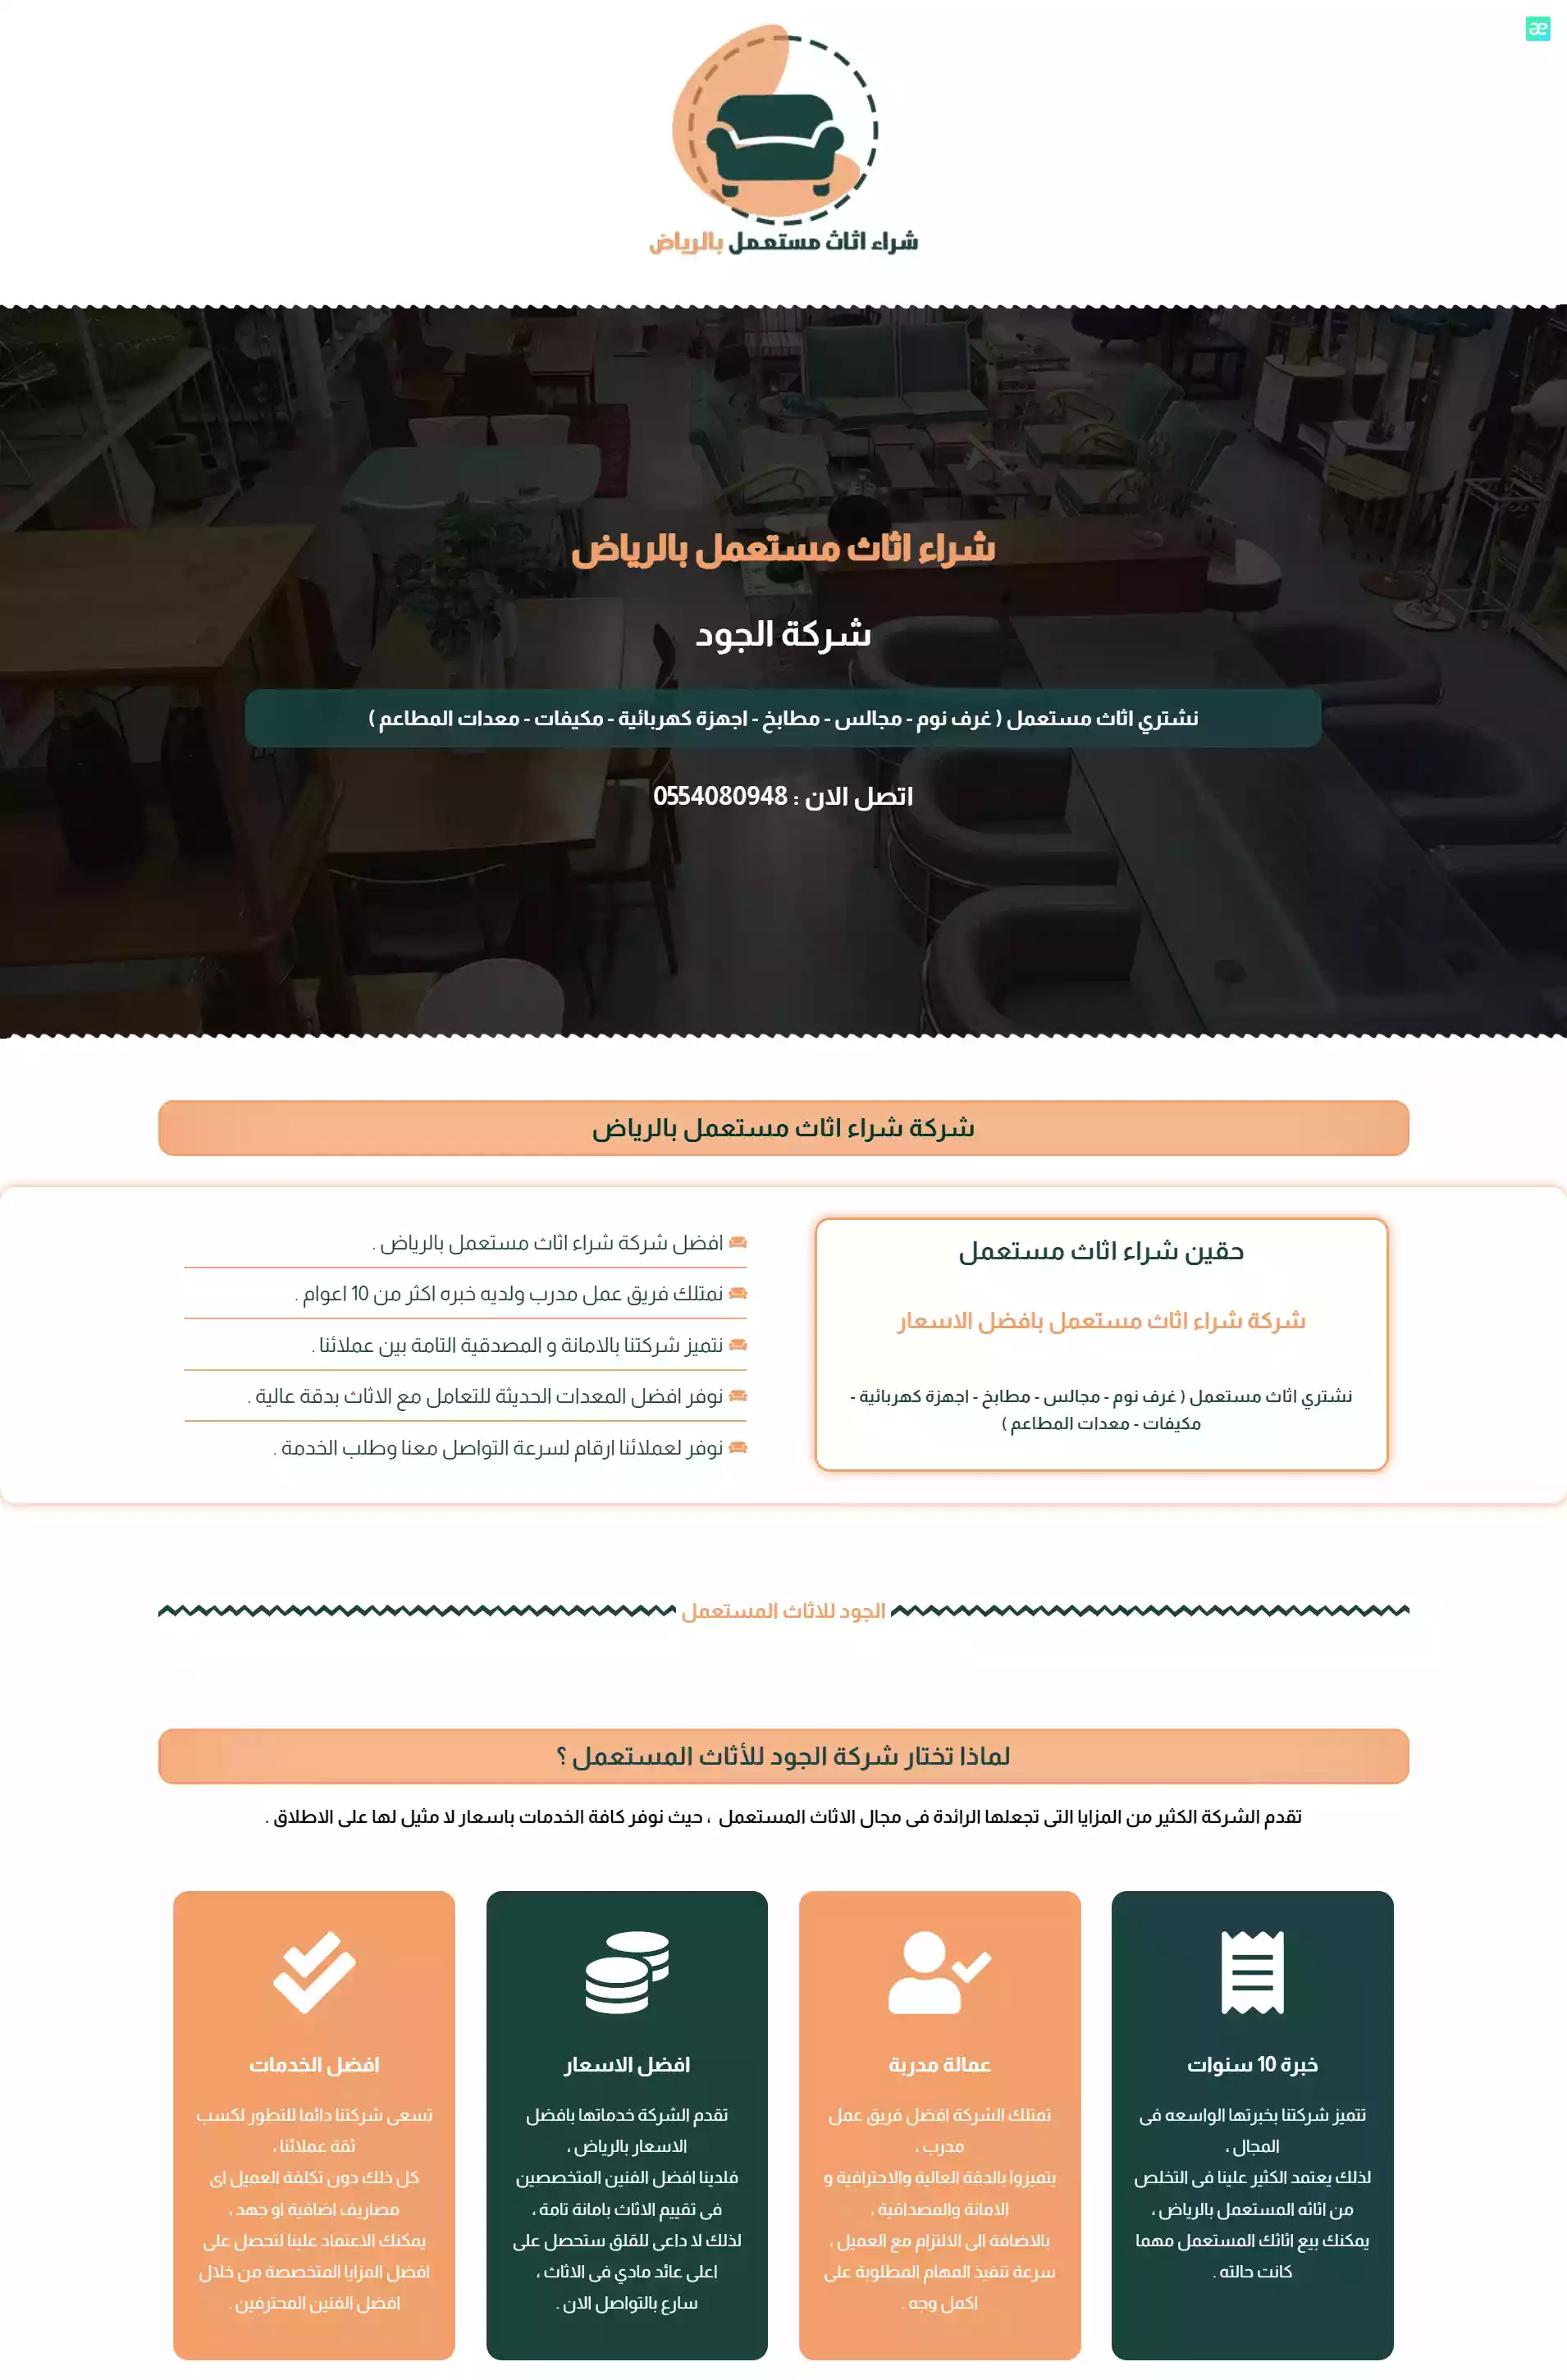 æ
شراء اثاث مستعمل بالرياض
شراء اثاث مستعمل بالرياض
شركة الجود
نشتري اثاث مستعمل ( غرف نوم - مجالس - مطابخ - اجهزة كهربائية - مكيفات - معدات المطاعم )
اتصل الان : 0554080948
شركة شراء اثاث مستعمل بالرياض
حقين شراء اثاث مستعمل
شركة شراء اثاث مستعمل بافضل الاسعار
نشتري اثاث مستعمل ( غرف نوم - مجالس - مطابخ - اجهزة كهربائية -
مكيفات - معدات المطاعم )
افضل شركة شراء اثاث مستعمل بالرياض .
نمتلك فريق عمل مدرب ولديه خبره اكثر من 10 اعوام .
نتميز شركتنا بالامانة و المصدقية التامة بين عملائنا .
نوفر افضل المعدات الحديثة للتعامل مع الاثاث بدقة عالية .
نوفر لعملائنا ارقام لسرعة التواصل معنا وطلب الخدمة .
الجود للاثاث المستعمل
لماذا تختار شركة الجود للأثاث المستعمل ؟
تقدم الشركة الكثير من المزايا التى تجعلها الرائدة فى مجال الاثاث المستعمل ، حيث نوفر كافة الخدمات باسعار لا مثيل لها على الاطلاق .
خبرة 10 سنوات
تتميز شركتنا بخبرتها الواسعه فى
المجال ،
لذلك يعتمد الكثير علينا فى التخلص
من اثاثه المستعمل بالرياض ،
يمكنك بيع اثاثك المستعمل مهما
كانت حالته .
عمالة مدربة
تمتلك الشركة افضل فريق عمل
مدرب ،
يتميزوا بالدقة العالية والاحترافية و
الامانة والمصداقية ،
بالاضافة الى الالتزام مع العميل ،
سرعة تنفيذ المهام المطلوبة على
اكمل وجه .
افضل الاسعار
تقدم الشركة خدماتها بافضل
الاسعار بالرياض ،
فلدينا افضل الفنين المتخصصين
فى تقييم الاثاث بامانة تامة ،
لذلك لا داعى للقلق ستحصل على
اعلى عائد مادي فى الاثاث ،
سارع بالتواصل الان .
افضل الخدمات
تسعى شركتنا دائما للتطور لكسب
ثقة عملائنا ،
كل ذلك دون تكلفة العميل اى
مصاريف اضافية او جهد ،
يمكنك الاعتماد علينا لتحصل على
افضل المزايا المتخصصة من خلال
افضل الفنين المحترفين .